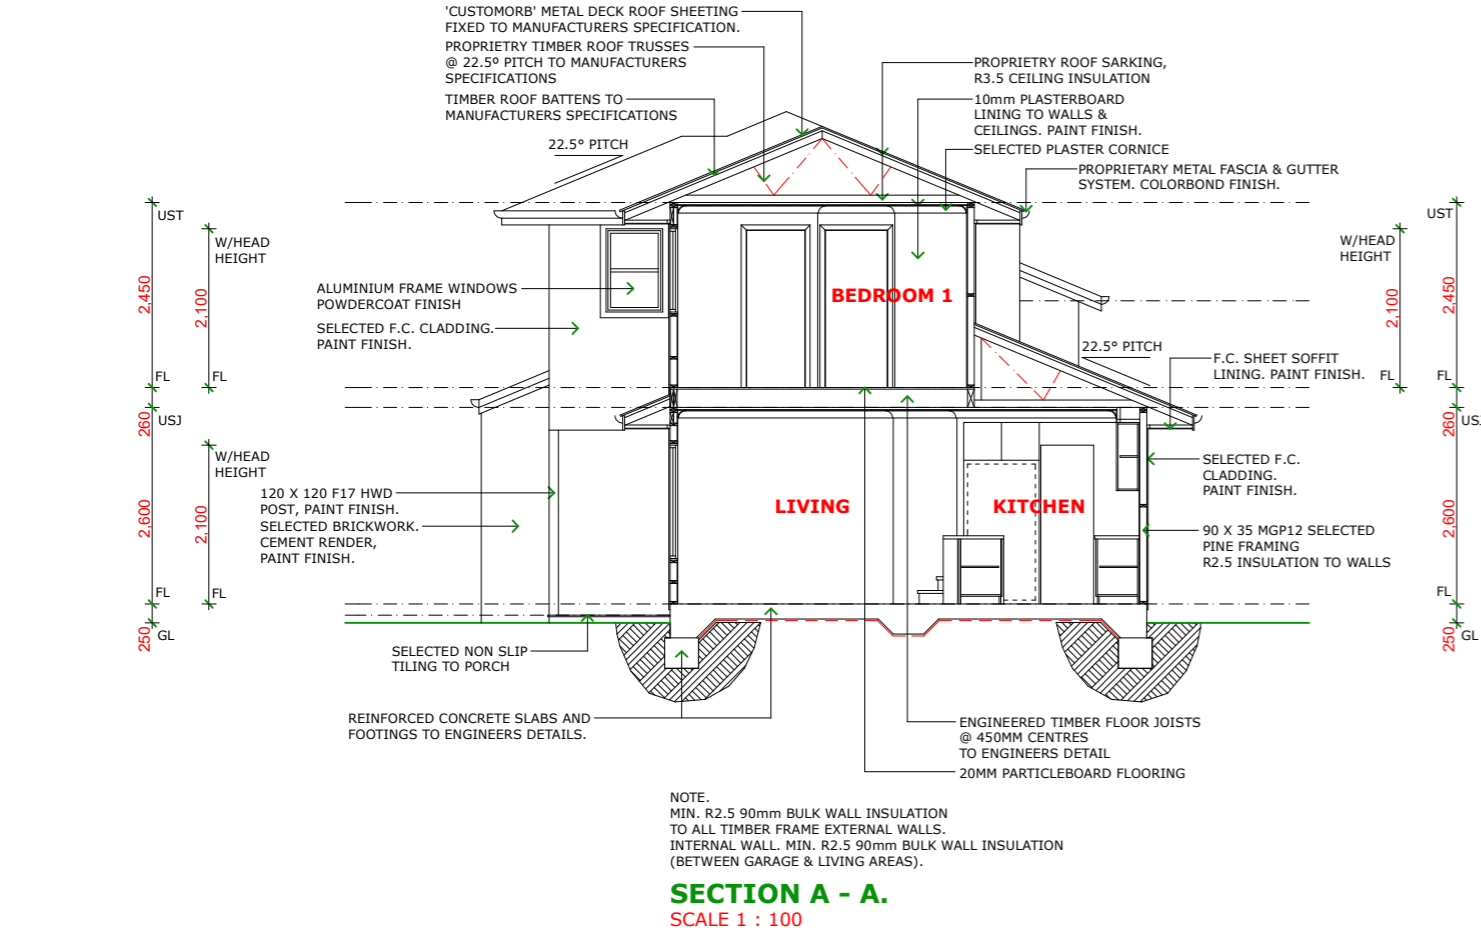 'CUSTOMORB' METAL DECK ROOF SHEETING
FIXED TO MANUFACTURERS SPECIFICATION.
PROPRIETRY TIMBER ROOF TRUSSES
@ 22.5º PITCH TO MANUFACTURERS
SPECIFICATIONS
TIMBER ROOF BATTENS TO
MANUFACTURERS SPECIFICATIONS
22.5° PITCH
PROPRIETRY ROOF SARKING,
R3.5 CEILING INSULATION
10mm PLASTERBOARD
LINING TO WALLS &
CEILINGS. PAINT FINISH.
SELECTED PLASTER CORNICE
PROPRIETARY METAL FASCIA & GUTTER
SYSTEM. COLORBOND FINISH.
UST
W/HEAD
HEIGHT
2,450
2,100
FL
FL
260
USJ
W/HEAD
HEIGHT
2,600
2,100
FL
FL
250
GL
ALUMINIUM FRAME WINDOWS
POWDERCOAT FINISH
SELECTED F.C. CLADDING.
PAINT FINISH.
120 X 120 F17 HWD
POST, PAINT FINISH.
SELECTED BRICKWORK.
CEMENT RENDER,
PAINT FINISH.
SELECTED NON SLIP
TILING TO PORCH
REINFORCED CONCRETE SLABS AND
FOOTINGS TO ENGINEERS DETAILS.
BEDROOM 1
LIVING
KITCHEN
22.5° PITCH
F.C. SHEET SOFFIT
LINING. PAINT FINISH.
SELECTED F.C.
CLADDING.
PAINT FINISH.
90 X 35 MGP12 SELECTED
PINE FRAMING
R2.5 INSULATION TO WALLS
ENGINEERED TIMBER FLOOR JOISTS
@ 450MM CENTRES
TO ENGINEERS DETAIL
20MM PARTICLEBOARD FLOORING
UST
W/HEAD
HEIGHT
2,100
2,450
FL
FL
260
2,600
FL
250
GL
NOTE.
MIN. R2.5 90mm BULK WALL INSULATION
TO ALL TIMBER FRAME EXTERNAL WALLS.
INTERNAL WALL. MIN. R2.5 90mm BULK WALL INSULATION
(BETWEEN GARAGE & LIVING AREAS).
SECTION A - A.
SCALE 1 : 100